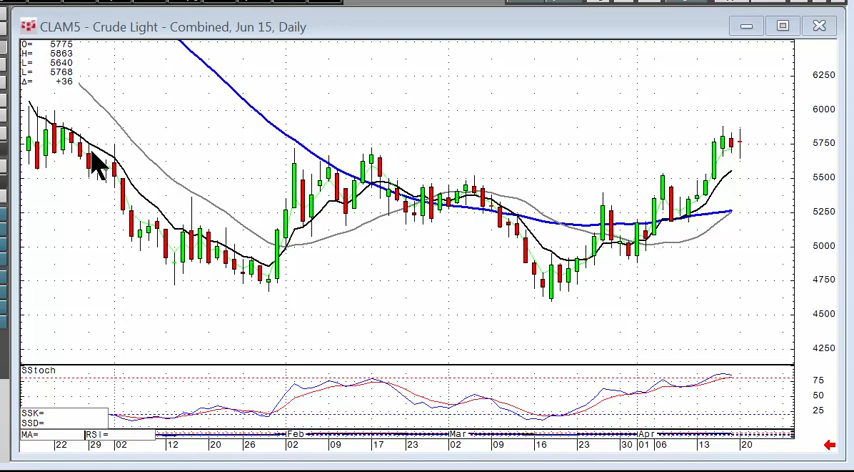 CLAM5 - Crude Light - Combined, Jun 15, Daily
O= 5775
H= 5863
L= 5640
L= 5768
Δ= +36
6250
6000
5750
5500
5250
5000
4750
4500
4250
SStoch
75
50
25
SSK=
SSD=
MA= RSI= Feb Mar Apr
22 29 02 12 20 26 02 09 17 02 09 16 23 30 01 06 13 20